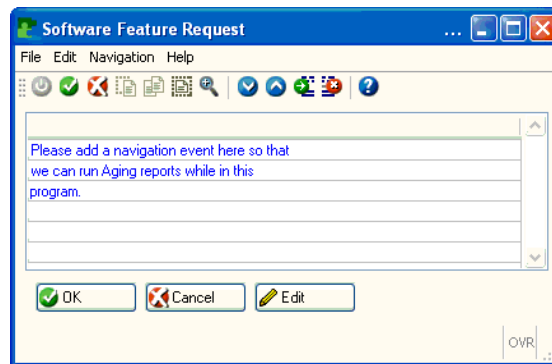 Software Feature Request ...
File Edit Navigation Help
Please add a navigation event here so that
we can run Aging reports while in this
program.
OK Cancel Edit
OVR